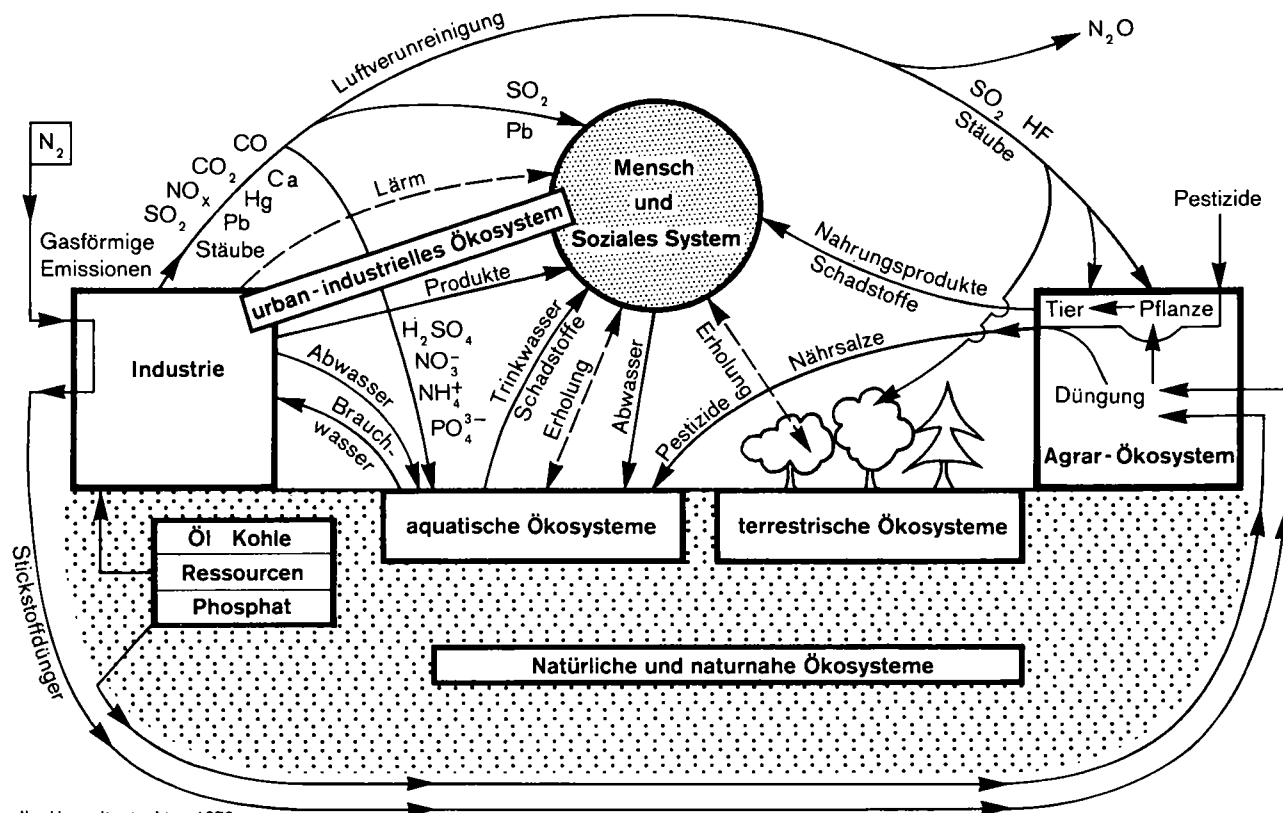 Luftverunreinigung
N₂O
SO₂
HF
Stäube
SO₂
Pb
N₂
CO
CO₂
Ca
NOₓ
Hg
SO₂
Pb
Stäube
Gasförmige
Emissionen
Lärm
Mensch
und
Soziales System
urban-industrielles Ökosystem
Pestizide
Nahrungsprodukte
Schadstoffe
Produkte
Tier
Pflanze
Industrie
H₂SO₄
NO₃⁻
NH₄⁺
PO₄³⁻
Abwasser
Brauch-
wasser
Trinkwasser
Schadstoffe
Erholung
Abwasser
Erholung
Nährsalze
Pestizide
Düngung
Agrar-Ökosystem
aquatische Ökosysteme
terrestrische Ökosysteme
Öl Kohle
Ressourcen
Phosphat
Stickstoffdünger
Natürliche und naturnahe Ökosysteme